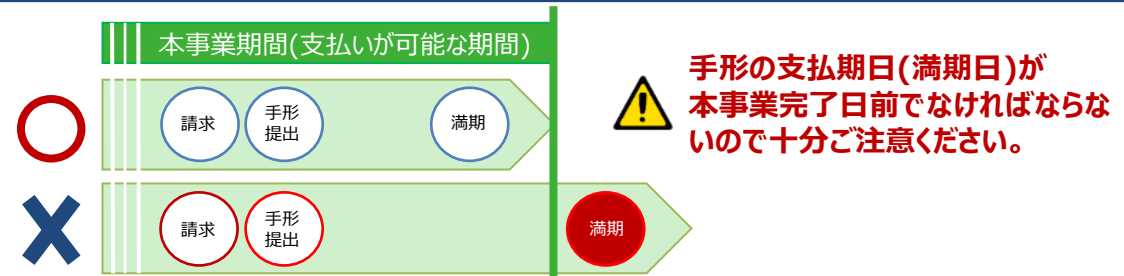 本事業期間(支払いが可能な期間)
請求
手形
提出
満期
手形の支払期日(満期日)が
本事業完了日前でなければならな
いので十分ご注意ください。
請求
手形
提出
満期